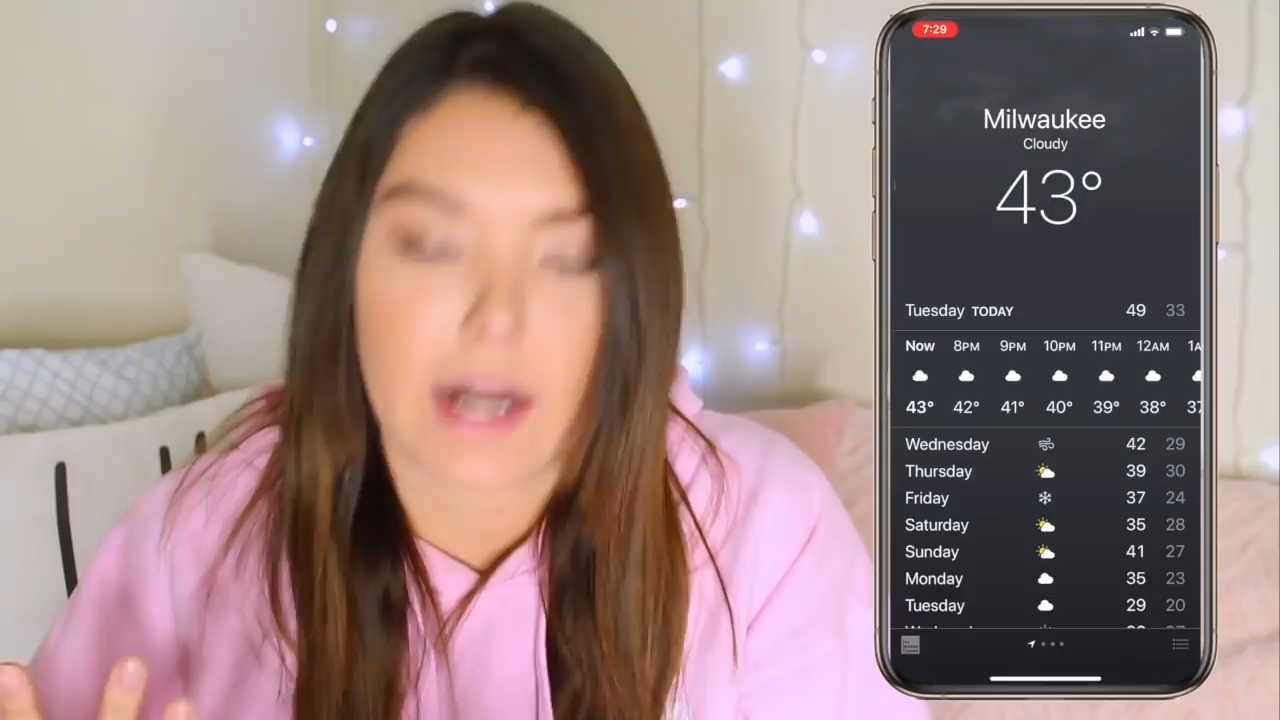 7:29
Milwaukee
Cloudy
43°
Tuesday TODAY 49 33
Now 8PM 9PM 10PM 11PM 12AM 1A
43° 42° 41° 40° 39° 38° 37
Wednesday 42 29
Thursday 39 30
Friday 37 24
Saturday 35 28
Sunday 41 27
Monday 35 23
Tuesday 29 20